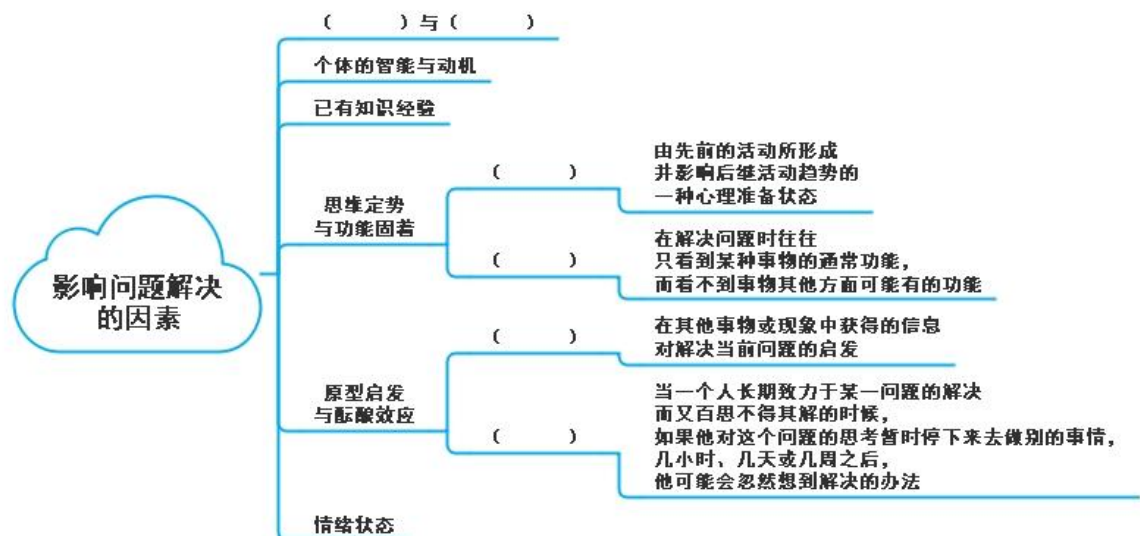 影响问题解决
的因素
（　　　）与（　　　）
个体的智能与动机
已有知识经验
思维定势
与功能固着
（　　　）
由先前的活动所形成
并影响后继活动趋势的
一种心理准备状态
（　　　）
在解决问题时往往
只看到某种事物的通常功能，
而看不到事物其他方面可能有的功能
原型启发
与酝酿效应
（　　　）
在其他事物或现象中获得的信息
对解决当前问题的启发
（　　　）
当一个人长期致力于某一问题的解决
而又百思不得其解的时候，
如果他对这个问题的思考暂时停下来去做别的事情，
几小时、几天或几周之后，
他可能会忽然想到解决的办法
情绪状态